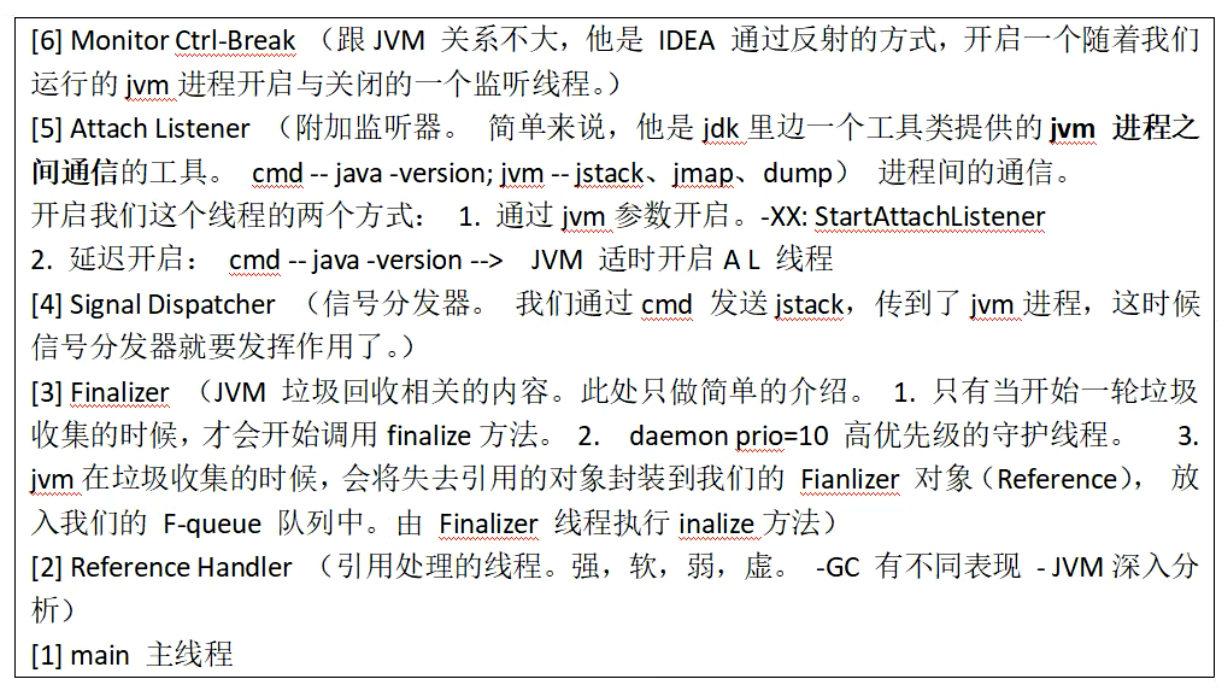 [6] Monitor Ctrl-Break （跟 JVM 关系不大，他是 IDEA 通过反射的方式，开启一个随着我们
运行的 jvm 进程开启与关闭的一个监听线程。）
[5] Attach Listener （附加监听器。 简单来说，他是 jdk 里边一个工具类提供的 jvm 进程之
间通信的工具。 cmd -- java -version; jvm -- jstack、jmap、dump） 进程间的通信。
开启我们这个线程的两个方式： 1. 通过 jvm 参数开启。-XX: StartAttachListener
2. 延迟开启： cmd -- java -version --> JVM 适时开启 A L 线程
[4] Signal Dispatcher （信号分发器。 我们通过 cmd 发送 jstack，传到了 jvm 进程，这时候
信号分发器就要发挥作用了。）
[3] Finalizer （JVM 垃圾回收相关的内容。此处只做简单的介绍。 1. 只有当开始一轮垃圾
收集的时候，才会开始调用 finalize 方法。 2. daemon prio=10 高优先级的守护线程。 3.
jvm 在垃圾收集的时候，会将失去引用的对象封装到我们的 Fianlizer 对象（Reference）， 放
入我们的 F-queue 队列中。由 Finalizer 线程执行 inalize 方法）
[2] Reference Handler （引用处理的线程。强，软，弱，虚。 -GC 有不同表现 - JVM 深入分
析）
[1] main 主线程